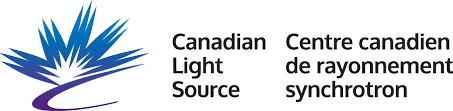 Canadian
Light
Source
Centre canadien
de rayonnement
synchrotron